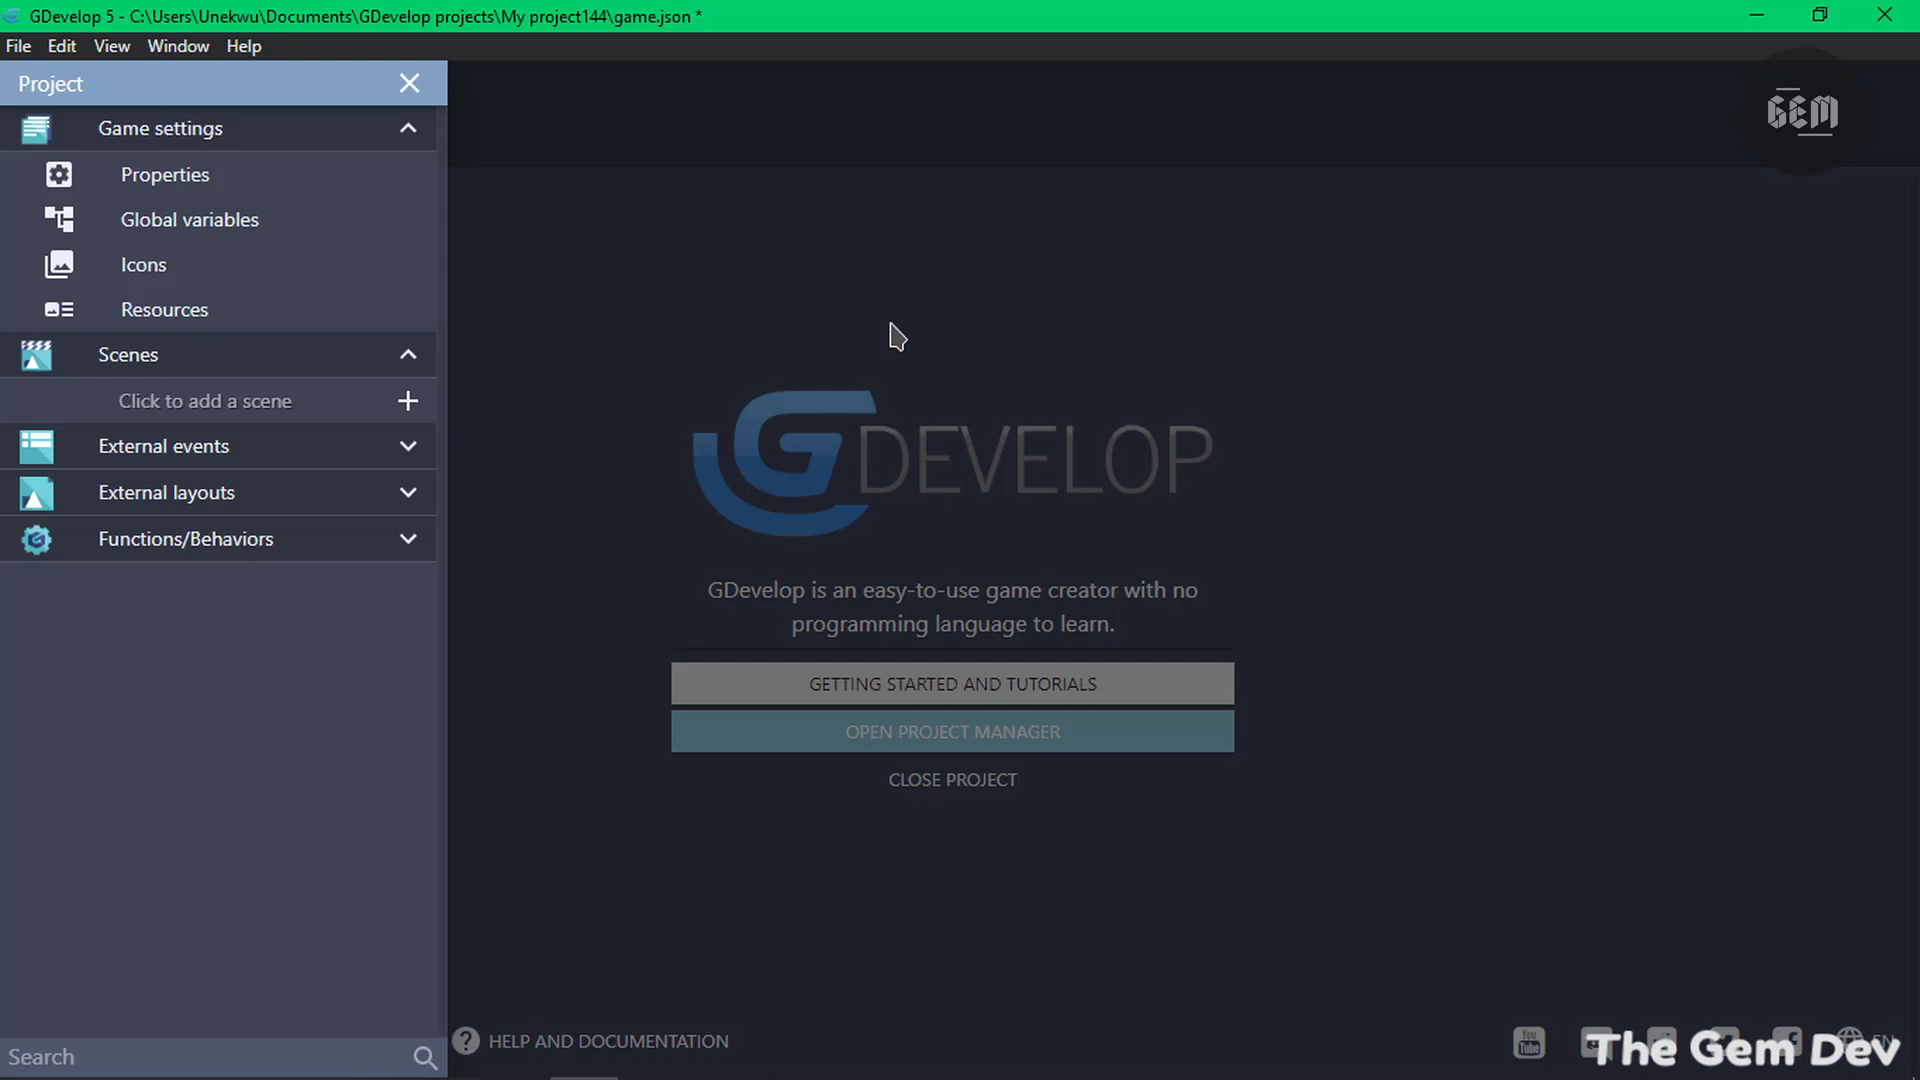 GDevelop 5 - C:\Users\Unekwu\Documents\GDevelop projects\My project144\game.json *
File Edit View Window Help
Project
GEM
Game settings
Properties
Global variables
Icons
Resources
Scenes
Click to add a scene
External events
External layouts
Functions/Behaviors
GDEVELOP
GDevelop is an easy-to-use game creator with no
programming language to learn.
GETTING STARTED AND TUTORIALS
OPEN PROJECT MANAGER
CLOSE PROJECT
Search
HELP AND DOCUMENTATION
You Tube
EN
The Gem Dev